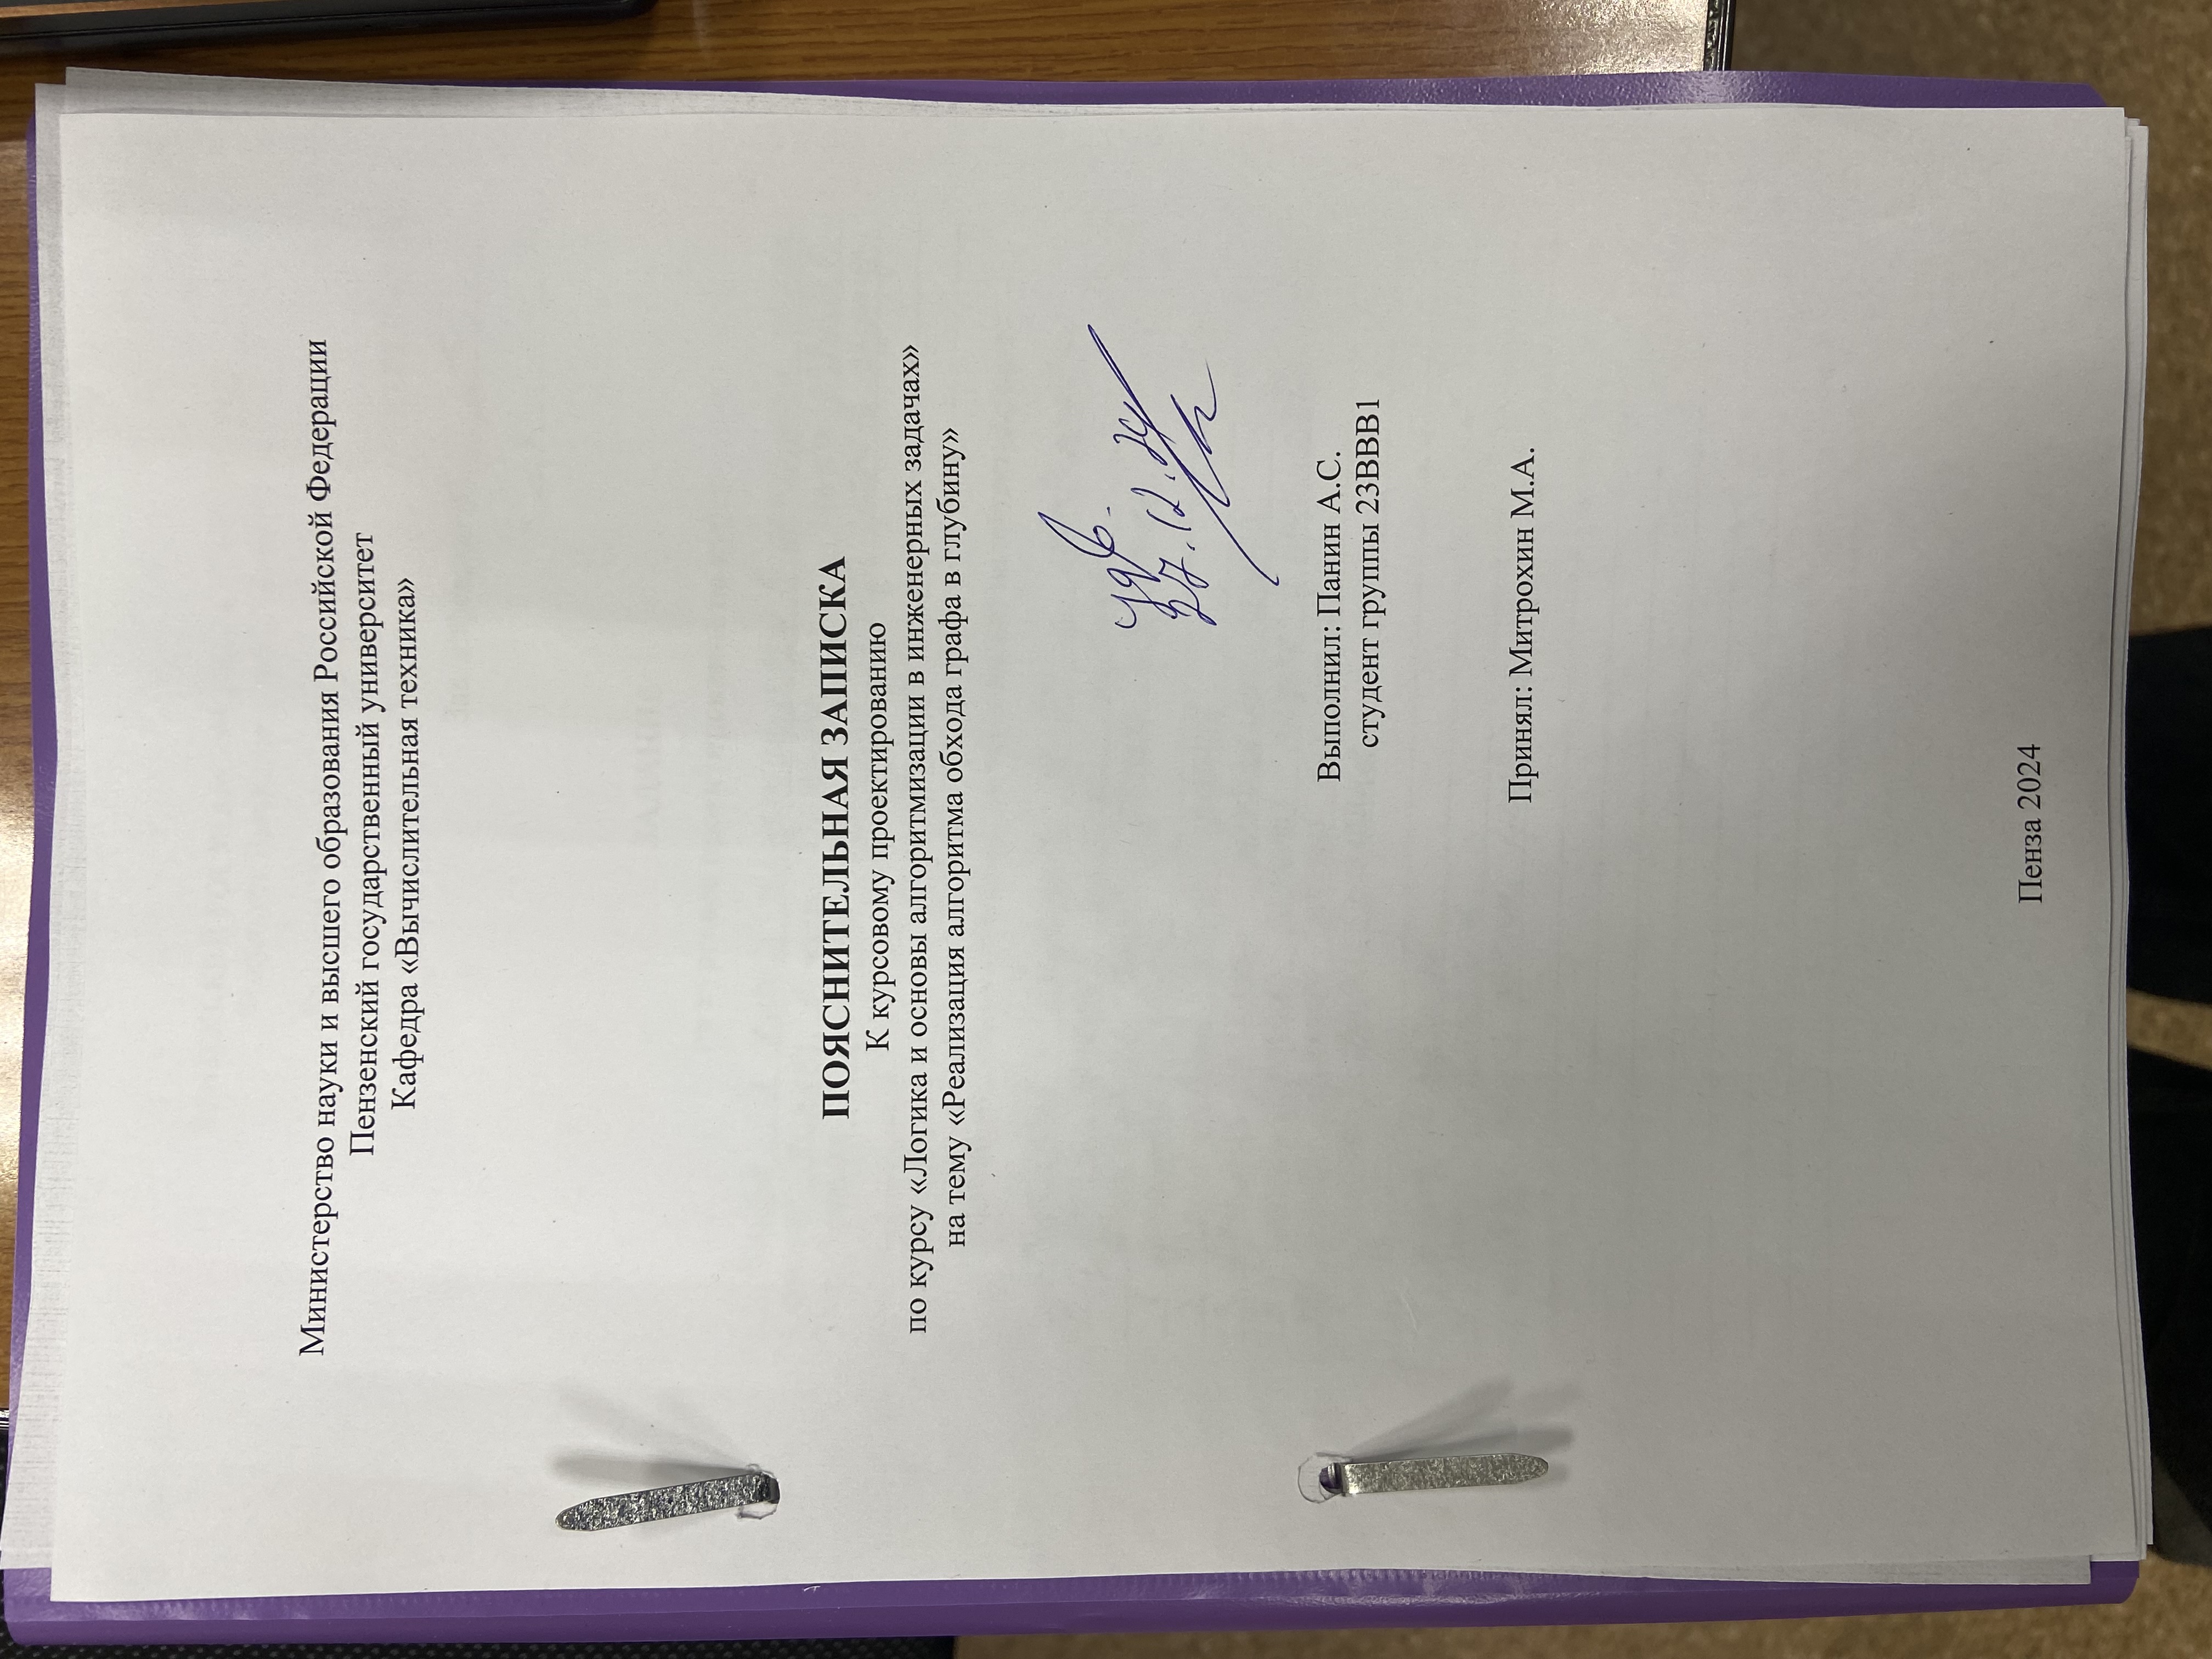 Министерство науки и высшего образования Российской Федерации
Пензенский государственный университет
Кафедра «Вычислительная техника»
ПОЯСНИТЕЛЬНАЯ ЗАПИСКА
К курсовому проектированию
по курсу «Логика и основы алгоритмизации в инженерных задачах»
на тему «Реализация алгоритма обхода графа в глубину»
удв.
27.12.24
Выполнил: Панин А.С.
студент группы 23ВВВ1
Принял: Митрохин М.А.
Пенза 2024